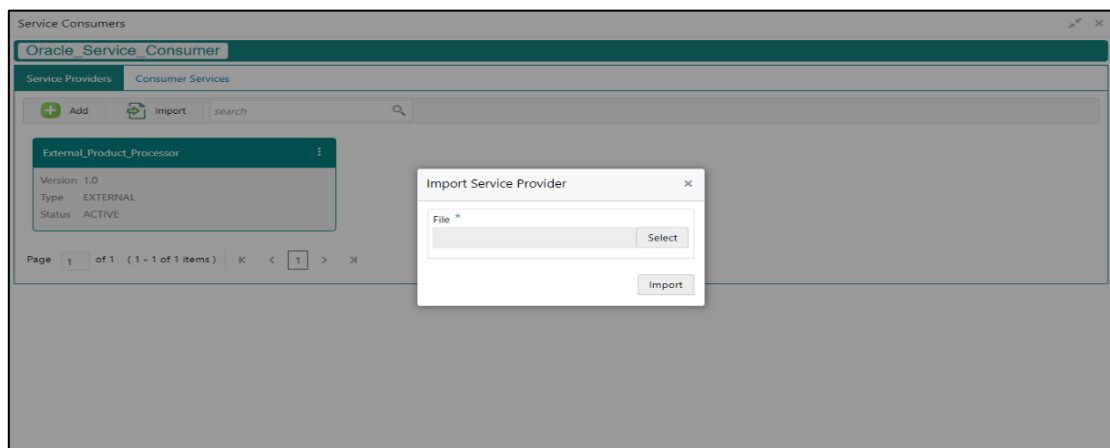 Service Consumers
Oracle_Service_Consumer
Service Providers Consumer Services
Add Import search
External_Product_Processor
Version 1.0
Type EXTERNAL
Status ACTIVE
Page 1 of 1 (1 - 1 of 1 items) K < 1 > X
Import Service Provider ×
File *
Select
Import